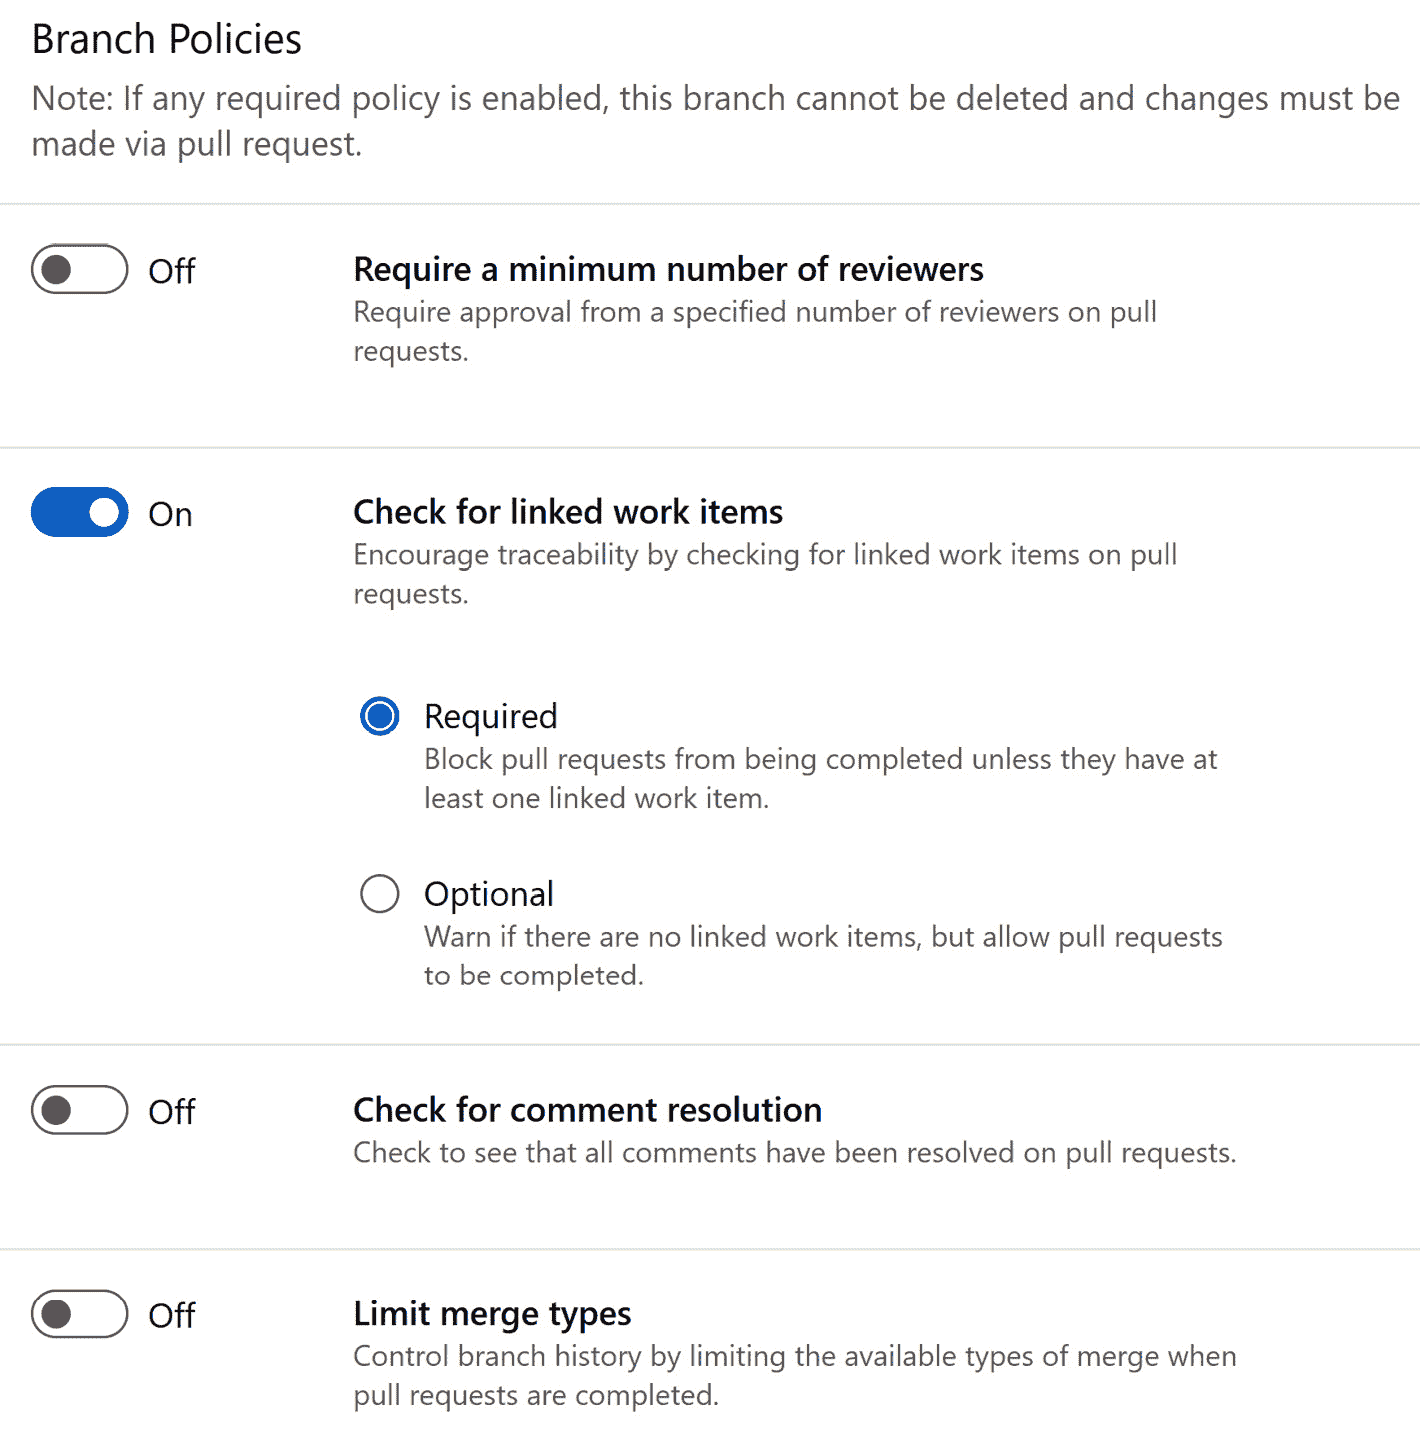 Branch Policies
Note: If any required policy is enabled, this branch cannot be deleted and changes must be
made via pull request.
Off
Require a minimum number of reviewers
Require approval from a specified number of reviewers on pull
requests.
On
Check for linked work items
Encourage traceability by checking for linked work items on pull
requests.
Required
Block pull requests from being completed unless they have at
least one linked work item.
Optional
Warn if there are no linked work items, but allow pull requests
to be completed.
Off
Check for comment resolution
Check to see that all comments have been resolved on pull requests.
Off
Limit merge types
Control branch history by limiting the available types of merge when
pull requests are completed.